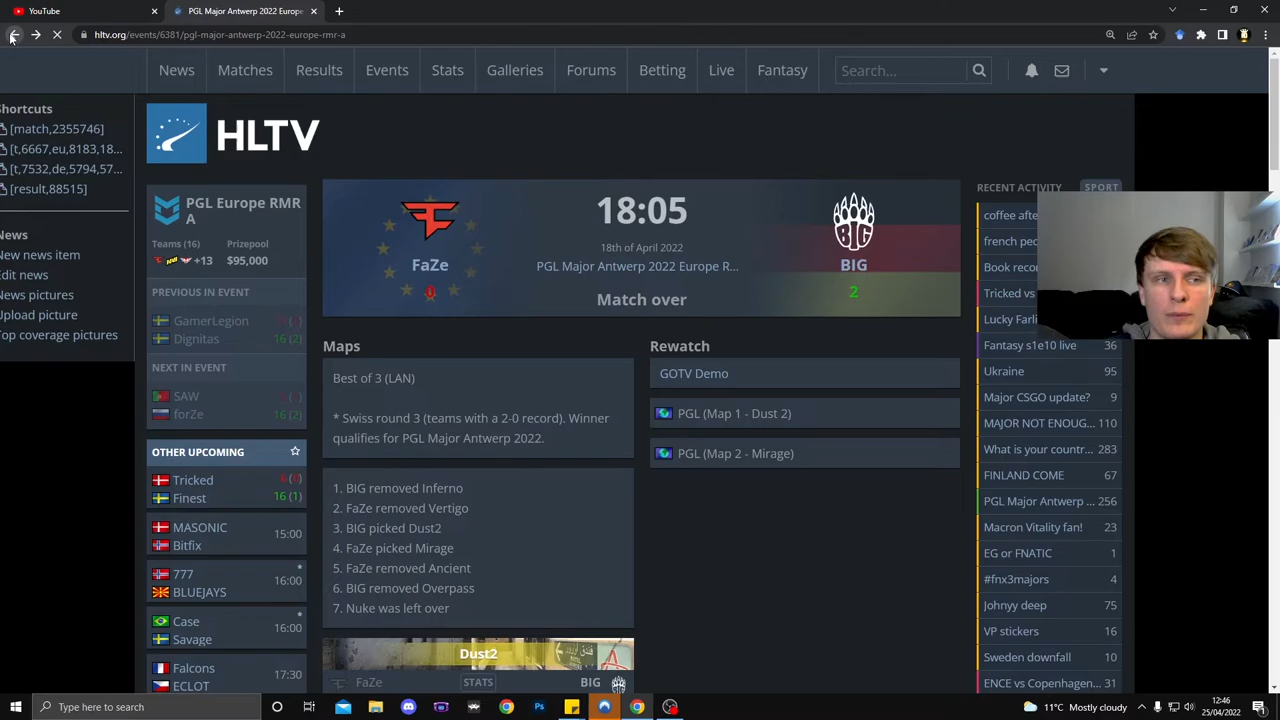 YouTube
PGL Major Antwerp 2022 Europe
hltv.org/events/6381/pgl-major-antwerp-2022-europe-rmr-a
News
Matches
Results
Events
Stats
Galleries
Forums
Betting
Live
Fantasy
Search...
Shortcuts
[match,2355746]
[t,6667,eu,8183,18...
[t,7532,de,5794,57...
[result,88515]
News
New news item
Edit news
News pictures
Upload picture
Top coverage pictures
HLTV
PGL Europe RMR
A
Teams (16)
Prizepool
+13
$95,000
PREVIOUS IN EVENT
GamerLegion
Dignitas
16 (2)
NEXT IN EVENT
SAW
forZe
16 (2)
OTHER UPCOMING
Tricked
6 (0)
Finest
16 (1)
MASONIC
Bitfix
15:00
777
BLUEJAYS
16:00
Case
Savage
16:00
Falcons
ECLOT
17:30
FaZe
0
18:05
18th of April 2022
PGL Major Antwerp 2022 Europe R...
Match over
BIG
BIG
2
Maps
Best of 3 (LAN)
* Swiss round 3 (teams with a 2-0 record). Winner
qualifies for PGL Major Antwerp 2022.
1. BIG removed Inferno
2. FaZe removed Vertigo
3. BIG picked Dust2
4. FaZe picked Mirage
5. FaZe removed Ancient
6. BIG removed Overpass
7. Nuke was left over
Dust2
FaZe
STATS
BIG
Rewatch
GOTV Demo
PGL (Map 1 - Dust 2)
PGL (Map 2 - Mirage)
RECENT ACTIVITY
SPORT
coffee afte
french peo
Book recor
Tricked vs
Lucky Farli
Fantasy s1e10 live 36
Ukraine 95
Major CSGO update? 9
MAJOR NOT ENOUG... 110
What is your countr... 283
FINLAND COME 67
PGL Major Antwerp ... 256
Macron Vitality fan! 23
EG or FNATIC 1
#fnx3majors 4
Johnyy deep 75
VP stickers 16
Sweden downfall 10
ENCE vs Copenhagen... 31
Type here to search
Ps
11°C Mostly cloudy
12:46
25/04/2022